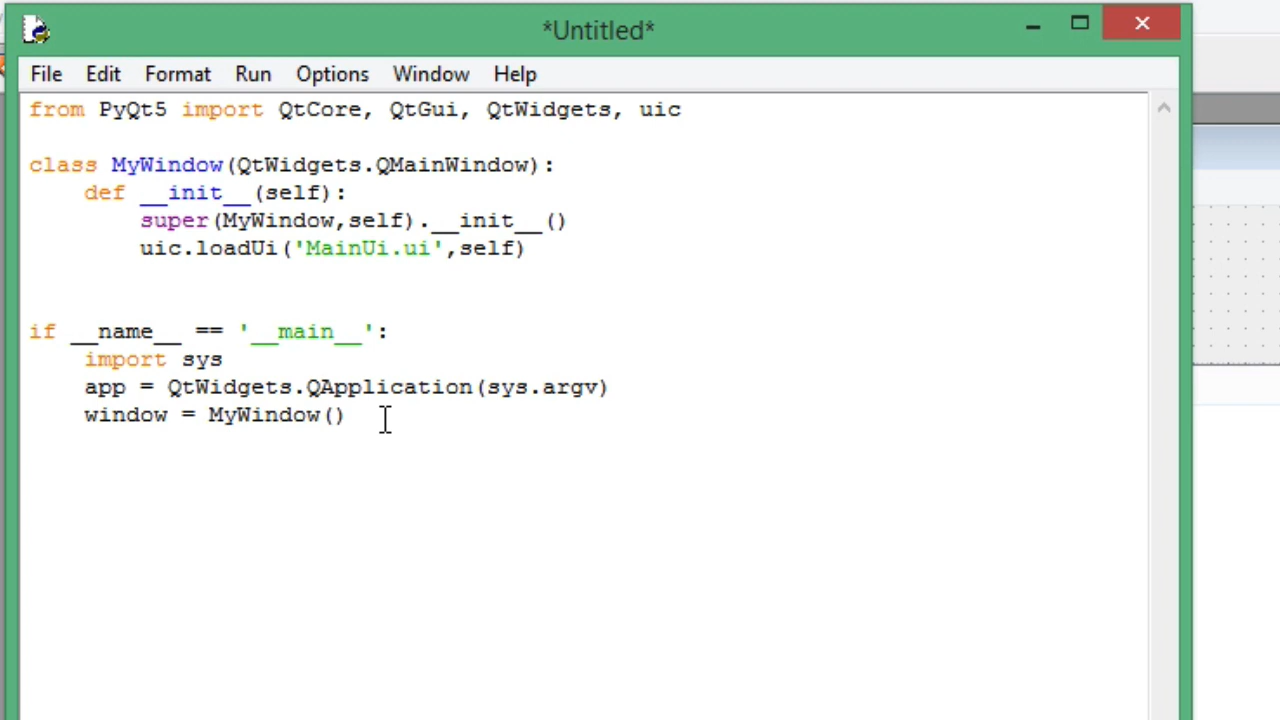 *Untitled*
File Edit Format Run Options Window Help
from PyQt5 import QtCore, QtGui, QtWidgets, uic
class MyWindow(QtWidgets.QMainWindow):
    def __init__(self):
        super(MyWindow,self).__init__()
        uic.loadUi('MainUi.ui',self)
if __name__ == '__main__':
    import sys
    app = QtWidgets.QApplication(sys.argv)
    window = MyWindow()